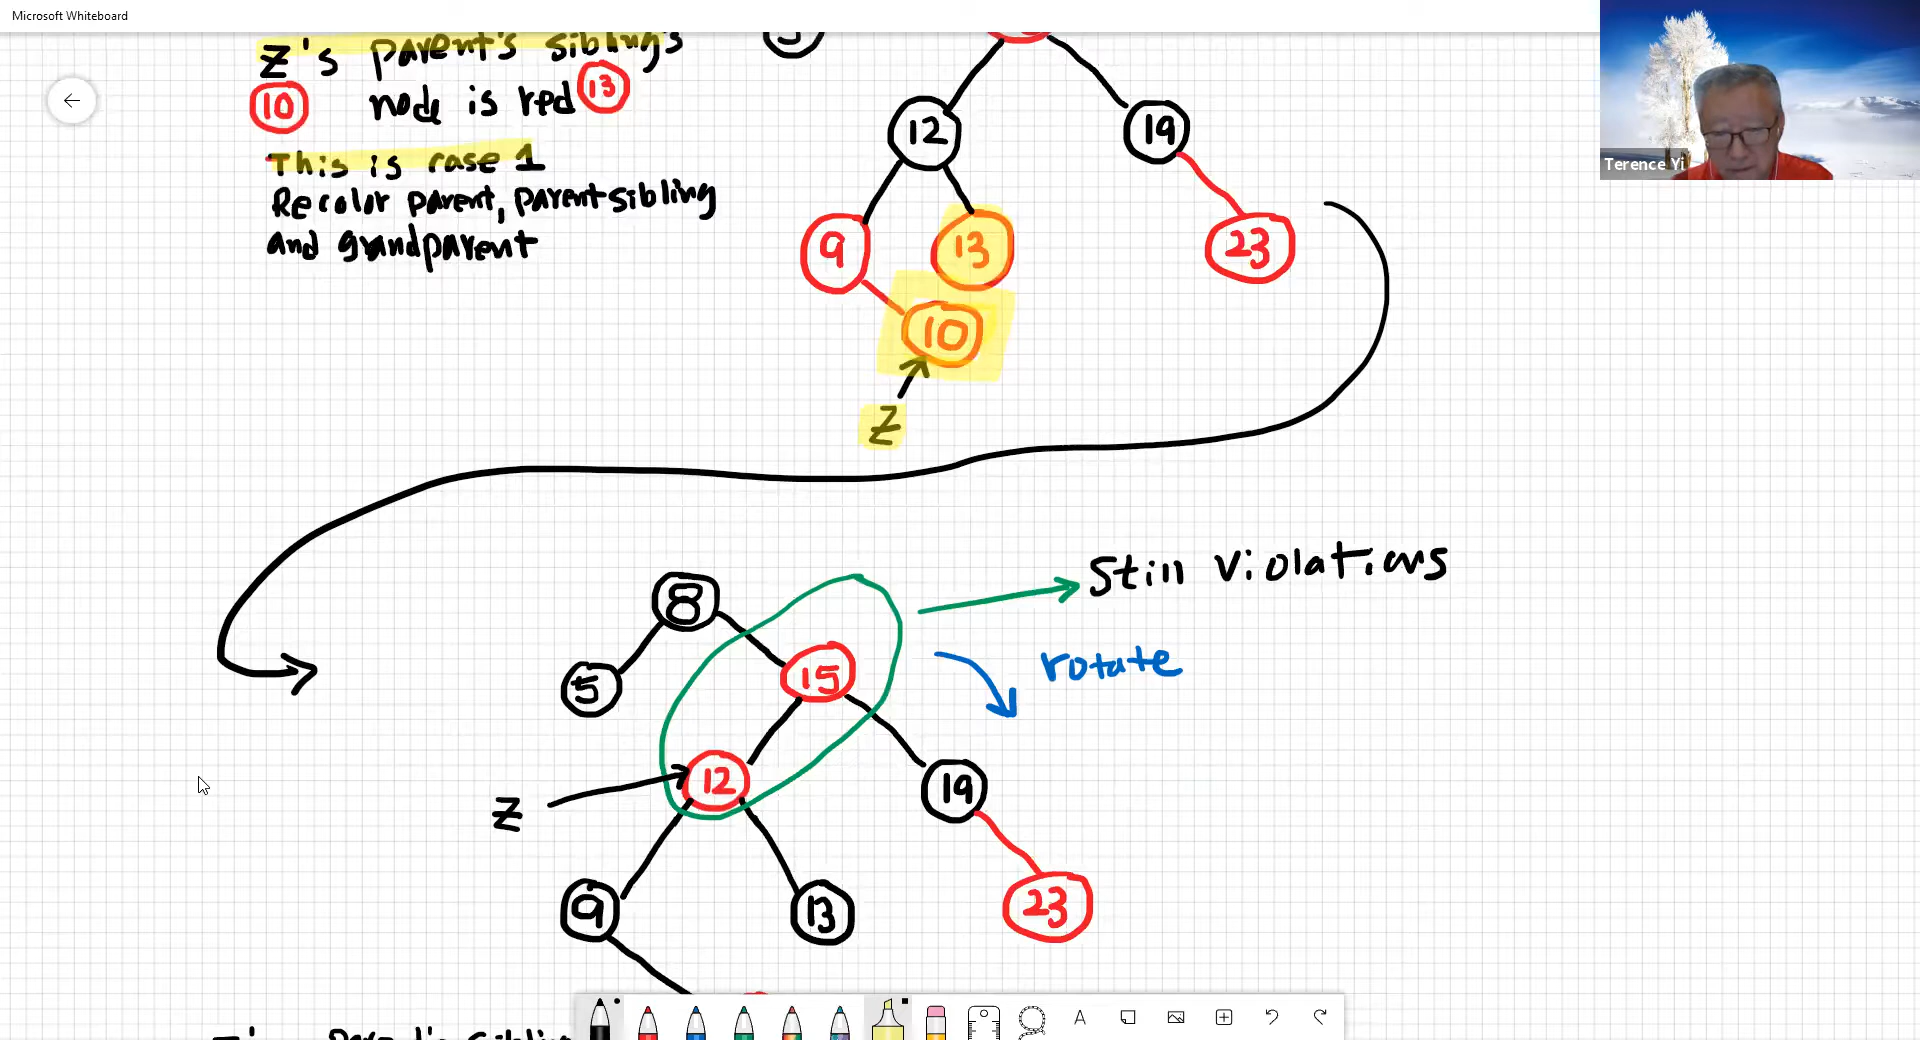 Microsoft Whiteboard
Z's parent's siblings
10 node is red 13
This is case 1
Recolor parent, parent sibling
and grandparent
5
12
19
9
13
23
10
Z
Terence Yi
Still Violations
rotate
8
15
5
12
19
Z
9
13
23